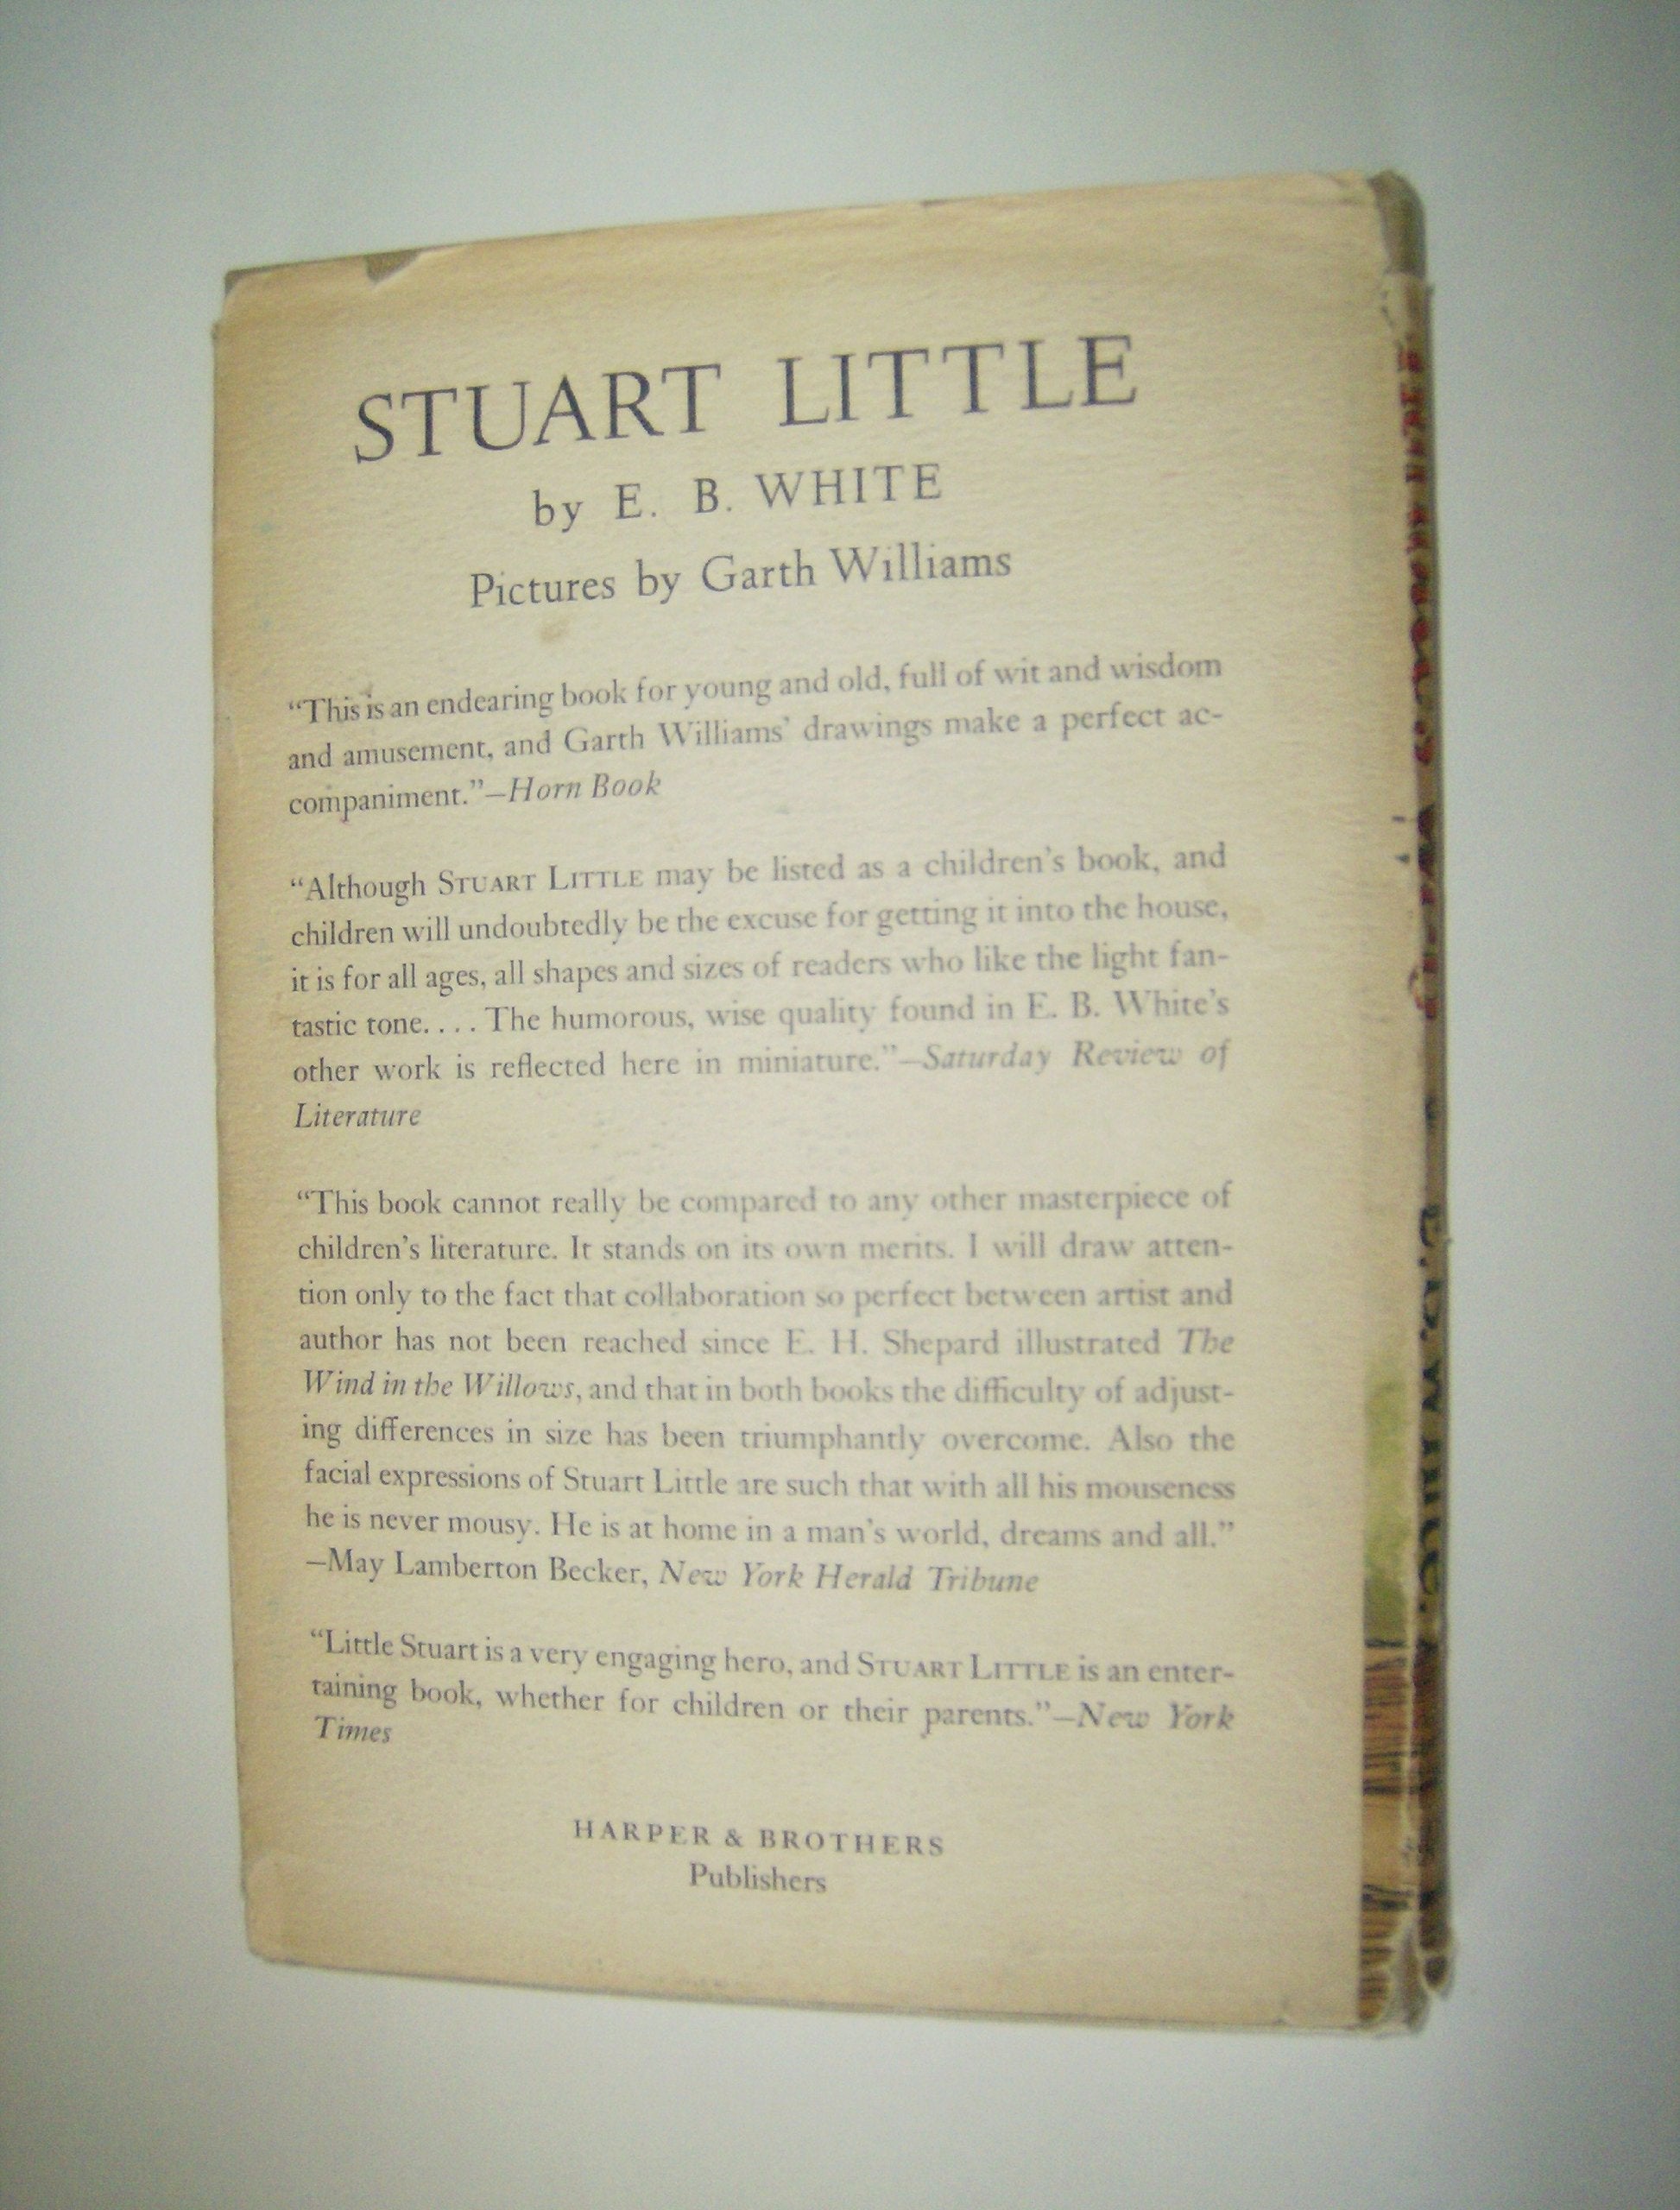 STUART LITTLE
by E. B. WHITE
Pictures by Garth Williams
“This is an endearing book for young and old, full of wit and wisdom
and amusement, and Garth Williams’ drawings make a perfect ac-
companiment.”—Horn Book
“Although STUART LITTLE may be listed as a children’s book, and
children will undoubtedly be the excuse for getting it into the house,
it is for all ages, all shapes and sizes of readers who like the light fan-
tastic tone. . . . The humorous, wise quality found in E. B. White’s
other work is reflected here in miniature.”—Saturday Review of
Literature
“This book cannot really be compared to any other masterpiece of
children’s literature. It stands on its own merits. I will draw atten-
tion only to the fact that collaboration so perfect between artist and
author has not been reached since E. H. Shepard illustrated The
Wind in the Willows, and that in both books the difficulty of adjust-
ing differences in size has been triumphantly overcome. Also the
facial expressions of Stuart Little are such that with all his mouseness
he is never mousy. He is at home in a man’s world, dreams and all.”
—May Lamberton Becker, New York Herald Tribune
“Little Stuart is a very engaging hero, and STUART LITTLE is an enter-
taining book, whether for children or their parents.”—New York
Times
HARPER & BROTHERS
Publishers